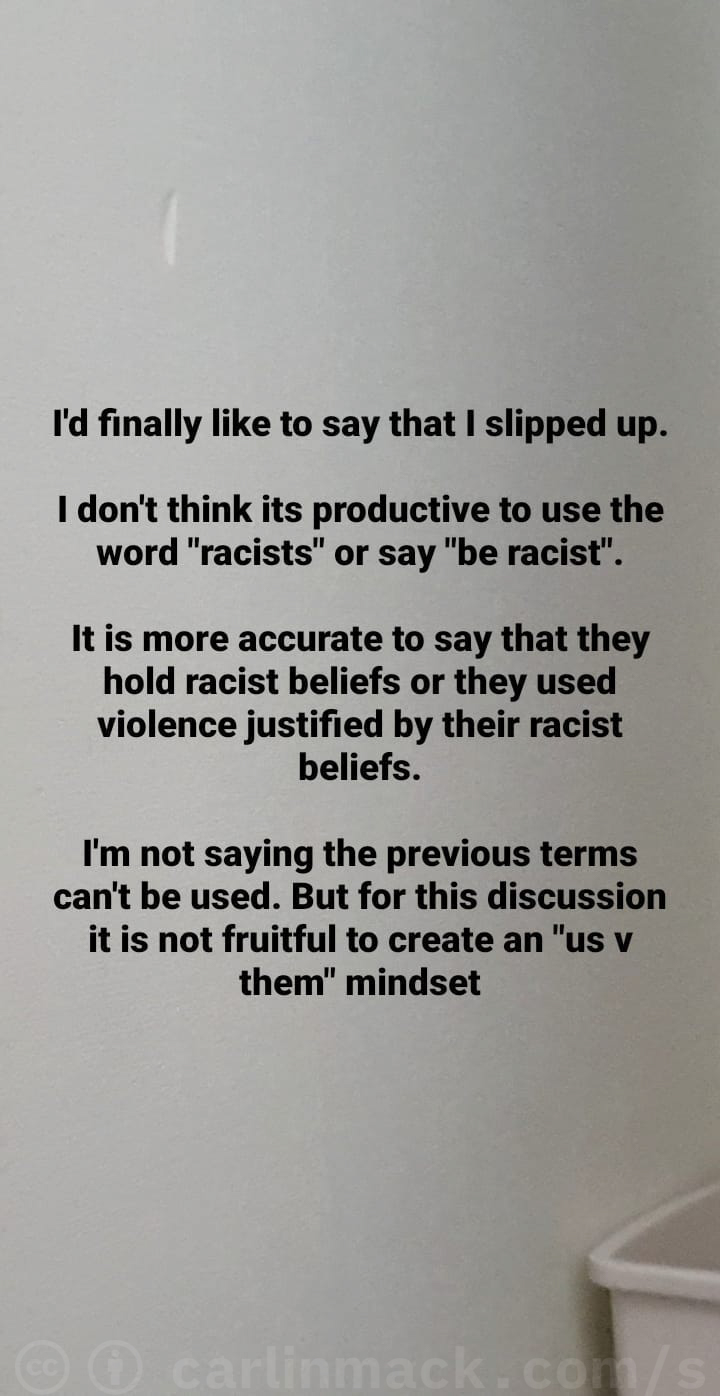 I'd finally like to say that I slipped up.
I don't think its productive to use the
word "racists" or say "be racist".
It is more accurate to say that they
hold racist beliefs or they used
violence justified by their racist
beliefs.
I'm not saying the previous terms
can't be used. But for this discussion
it is not fruitful to create an "us v
them" mindset
cc carlinmack.com/s